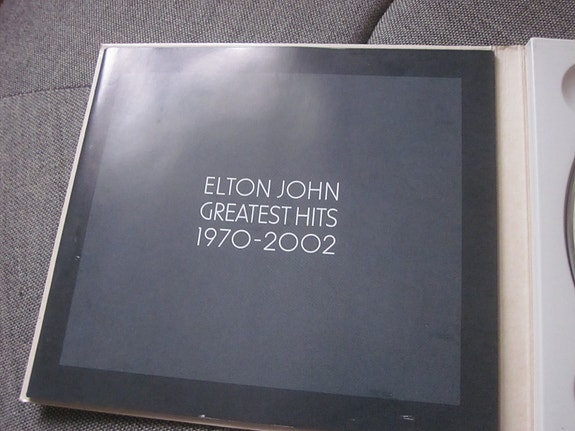 ELTON JOHN
GREATEST HITS
1970-2002